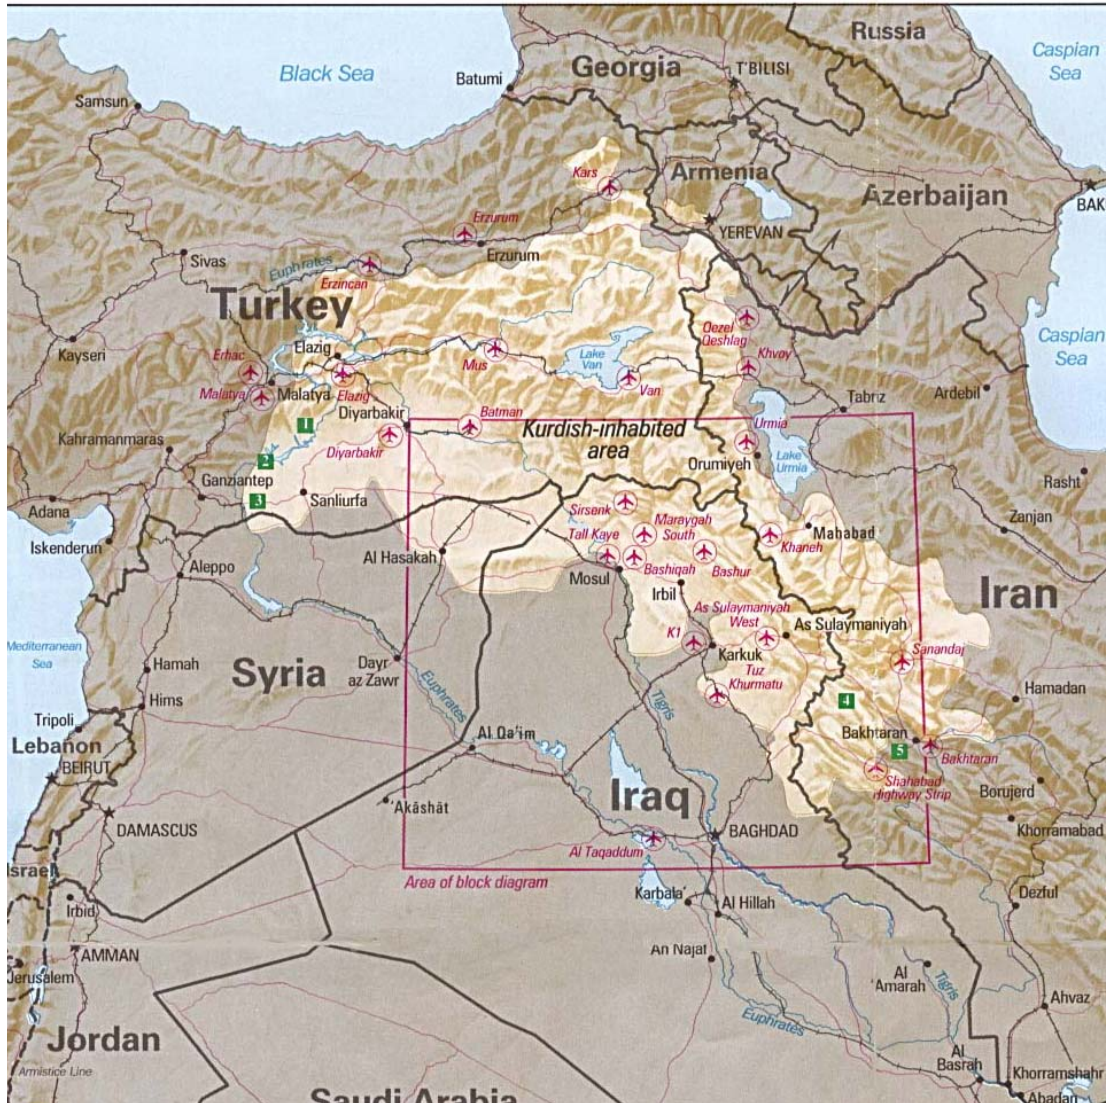 Russia
Caspian
Sea
Black Sea
Georgia
T'BILISI
Batumi
Samsun
Kars
Armenia
Azerbaijan
BAK
YEREVAN
Erzurum
Erzurum
Sivas
Euphrates
Erzincan
Turkey
Caspian
Sea
Kayseri
Elazig
Qezel
Qeshlag
Khvoy
Erhac
Mus
Lake
Van
Van
Malatya
Malatya
Elazig
Tabriz
Ardebil
Diyarbakir
Batman
Kurdish-inhabited
area
Urmia
1
Diyarbakir
Orumiyeh
Lake
Urmia
Kahramanmaras
2
Rasht
Ganziantep
3
Sanliurfa
Sirsenk
Adana
Zanjan
Iskenderun
Al Hasakah
Tall Kaye
Maraygah
South
Khaneh
Mahabad
Aleppo
Mosul
Bashiqah
Bashur
Irbil
Iran
As Sulaymaniyah
West
As Sulaymaniyah
K1
Karkuk
Mediterranean
Sea
Hamah
Syria
Dayr
az Zawr
Tuz
Khurmatu
Sanandaj
Euphrates
Tigris
Hims
4
Hamadan
Tripoli
Lebanon
BEIRUT
Al Qa'im
Bakhtaran
5
Bakhtaran
Shahabad
Highway Strip
Iraq
'Akāshāt
Borujerd
DAMASCUS
BAGHDAD
Khorramabad
Al Taqaddum
Israel
Area of block diagram
Irbid
Karbala'
Al Hillah
Dezful
AMMAN
An Najaf
Jerusalem
Al
'Amarah
Tigris
Ahvaz
Euphrates
Jordan
Armistice Line
Al
Basrah
Khorramshahr
Abadan
Saudi Arabia